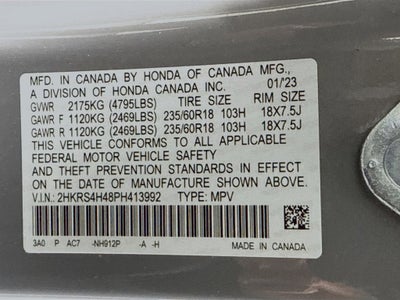 MFD. IN CANADA BY HONDA OF CANADA MFG.,
A DIVISION OF HONDA CANADA INC. 01/23
GVWR 2175KG (4795LBS) TIRE SIZE RIM SIZE
GAWR F 1120KG (2469LBS) 235/60R18 103H 18X7.5J
GAWR R 1120KG (2469LBS) 235/60R18 103H 18X7.5J
THIS VEHICLE CONFORMS TO ALL APPLICABLE
FEDERAL MOTOR VEHICLE SAFETY AND THEFT
PREVENTION STANDARDS IN EFFECT ON THE
DATE OF MANUFACTURE SHOWN ABOVE.
V.I.N.: 2HKRS4H48PH413992 TYPE: MPV
3A0 P AC7 -NH912P -A -H MADE IN CANADA